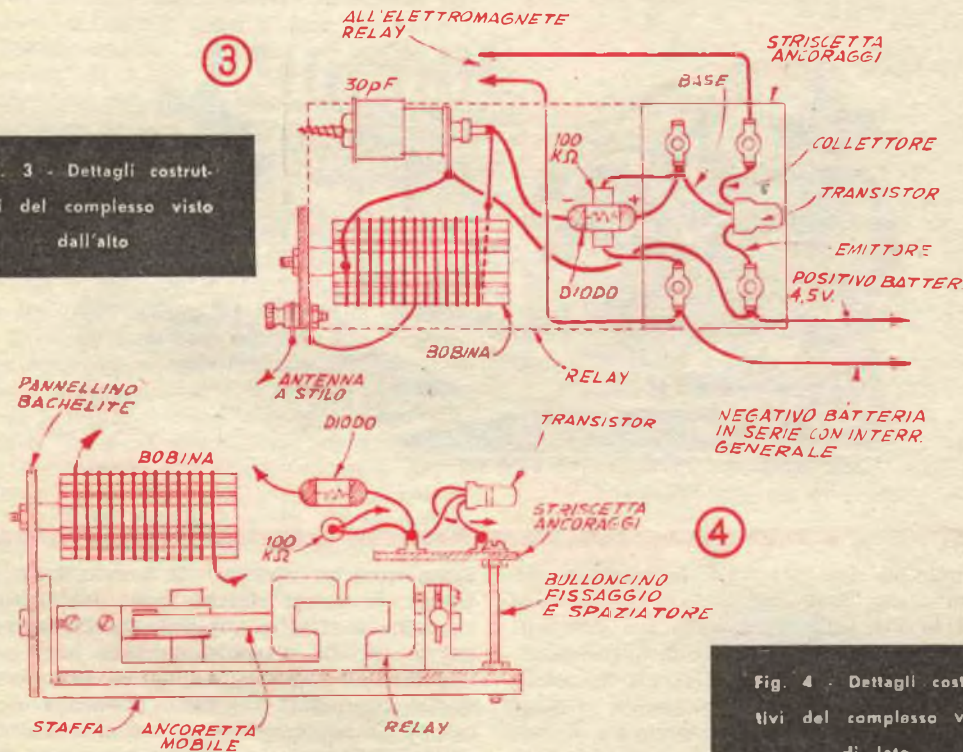 3
ALL'ELETTROMAGNETE
RELAY
STRISCETTA
ANCORAGGI
30pF
BASE
100
KΩ
COLLETTORE
TRANSISTOR
. 3 - Dettagli costrut-
i del complesso visto
dall'alto
-
+
EMITTORE
DIODO
POSITIVO BATTER
4,5V.
BOBINA
RELAY
ANTENNA
A STILO
NEGATIVO BATTERIA
IN SERIE CON INTERR.
GENERALE
PANNELLINO
BACHELITE
BOBINA
DIODO
TRANSISTOR
100
KΩ
STRISCETTA
ANCORAGGI
4
BULLONCINO
FISSAGGIO
E SPAZIATORE
STAFFA
ANCORETTA
MOBILE
RELAY
Fig. 4 - Dettagli cost
tivi del complesso v
di lato